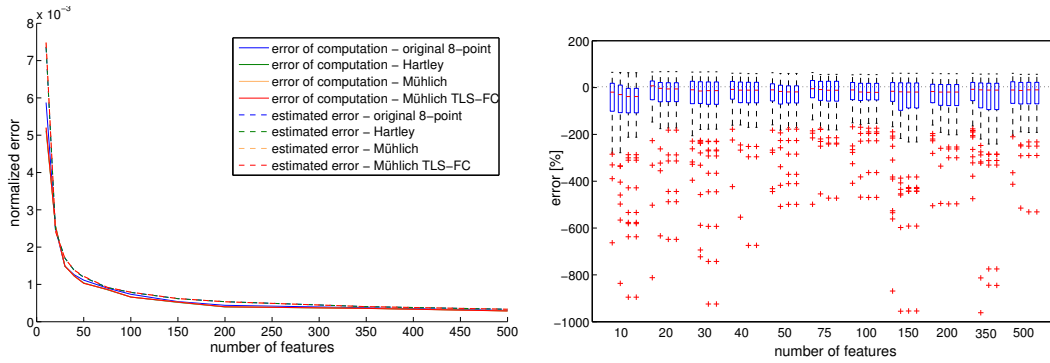 x 10⁻³
8
7
6
5
4
3
2
1
0
normalized error
0 50 100 150 200 250 300 350 400 450 500
number of features
error of computation – original 8–point
error of computation – Hartley
error of computation – Mühlich
error of computation – Mühlich TLS–FC
estimated error – original 8–point
estimated error – Hartley
estimated error – Mühlich
estimated error – Mühlich TLS–FC
200
0
−200
−400
−600
−800
−1000
error [%]
10 20 30 40 50 75 100 150 200 350 500
number of features